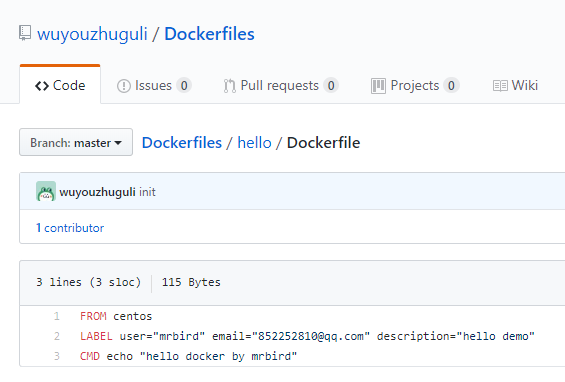 wuyouzhuguli / Dockerfiles
Code Issues 0 Pull requests 0 Projects 0 Wiki
Branch: master Dockerfiles / hello / Dockerfile
wuyouzhuguli init
1 contributor
3 lines (3 sloc) 115 Bytes
1 FROM centos
2 LABEL user="mrbird" email="852252810@qq.com" description="hello demo"
3 CMD echo "hello docker by mrbird"